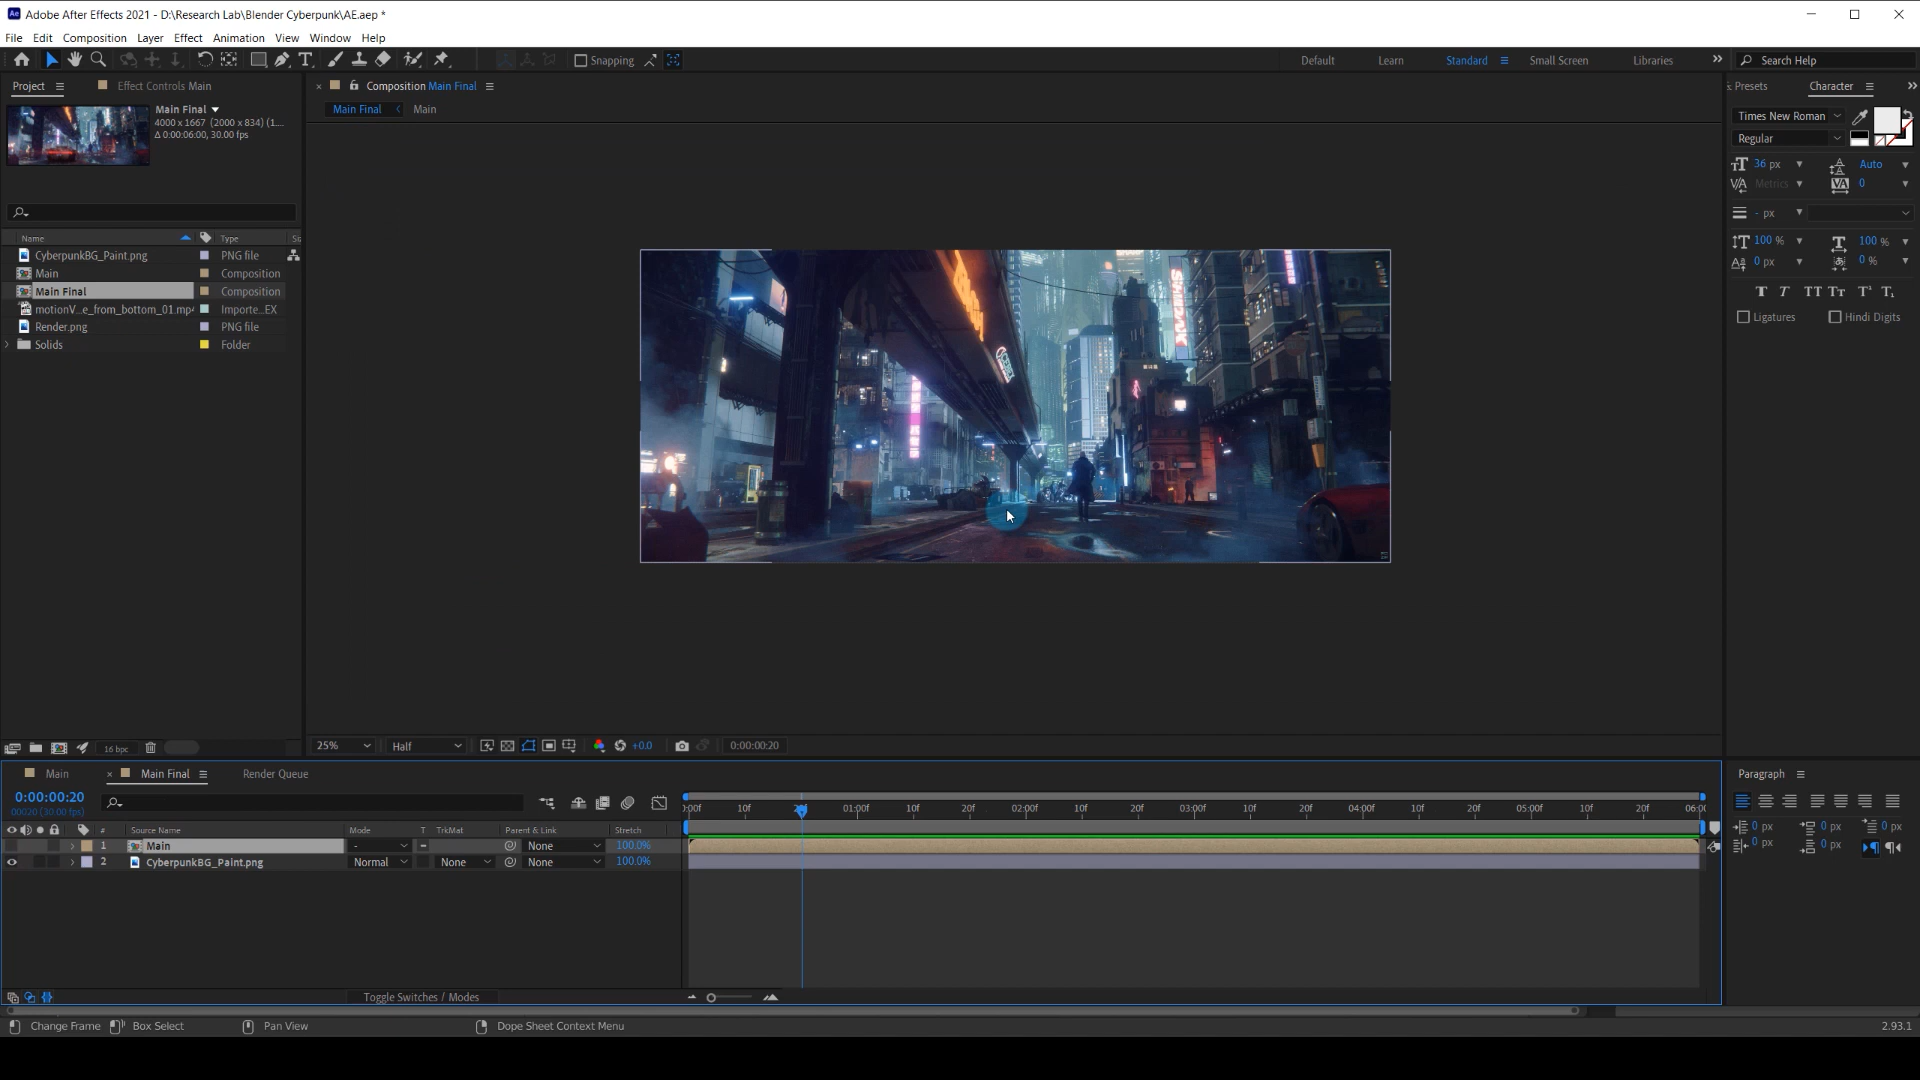 Adobe After Effects 2021 - D:\Research Lab\Blender Cyberpunk\AE.aep *
File Edit Composition Layer Effect Animation View Window Help
Snapping Default Learn Standard Small Screen Libraries Search Help
Project Effect Controls Main Composition Main Final Presets Character
Main Final Main
Main Final
4000 x 1667 (2000 x 834) (1....
Δ 0:00:06:00, 30.00 fps)
Times New Roman
Regular
36 px Auto
Metrics 0
- px
100 % 100 %
0 px 0 %
Ligatures Hindi Digits
Name Type
CyberpunkBG_Paint.png PNG file
Main Composition
Main Final Composition
motionV...e_from_bottom_01.mp4 Importe...EX
Render.png PNG file
Solids Folder
16 bpc 25% Half +0.0 0:00:00:20
Main Main Final Render Queue Paragraph
0:00:00:20
00020 (30.00 fps)
:00f 10f 20f 01:00f 10f 20f 02:00f 10f 20f 03:00f 10f 20f 04:00f 10f 20f 05:00f 10f 20f 06:00
# Source Name Mode T TrkMat Parent & Link Stretch
1 Main - None 100.0%
2 CyberpunkBG_Paint.png Normal None None 100.0%
0 px 0 px 0 px
0 px 0 px
Toggle Switches / Modes
Change Frame Box Select Pan View Dope Sheet Context Menu 2.93.1